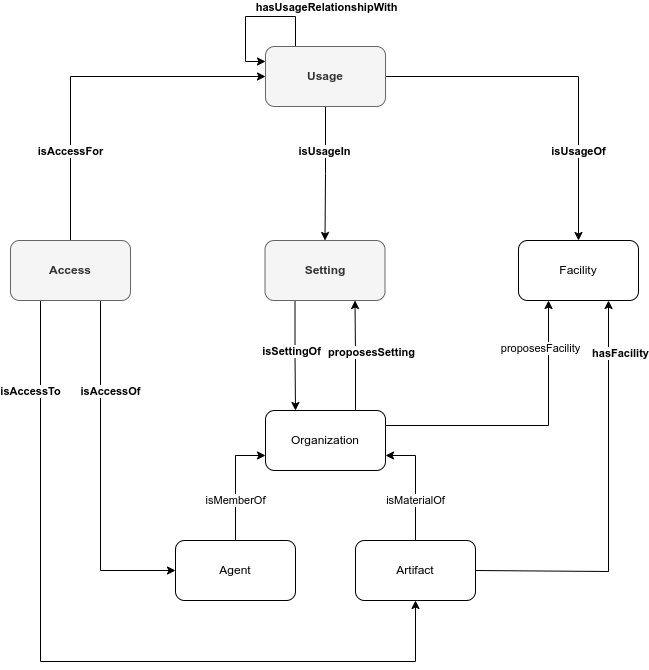 hasUsageRelationshipWith
Usage
isAccessFor
isUsageIn
isUsageOf
Access
Setting
Facility
isSettingOf
proposesSetting
proposesFacility
hasFacility
isAccessTo
isAccessOf
Organization
isMemberOf
isMaterialOf
Agent
Artifact